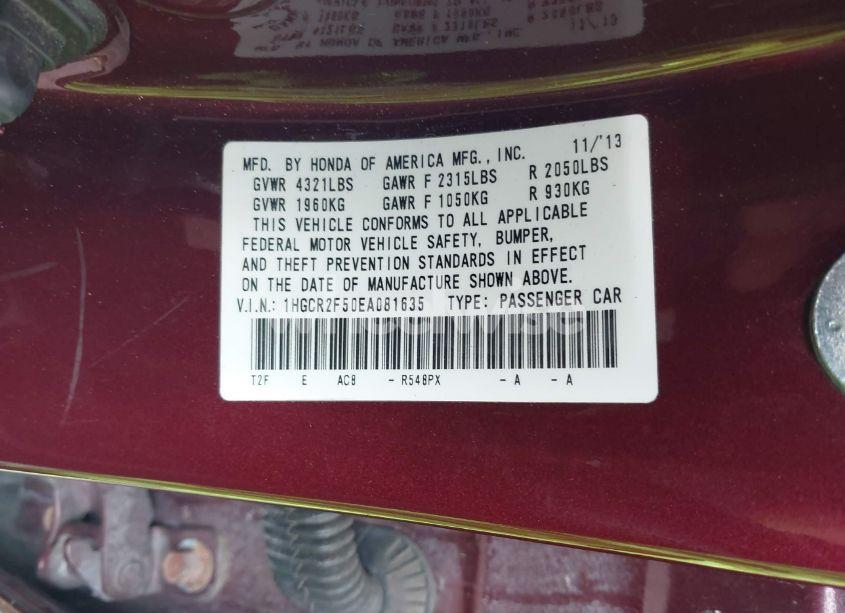 MFD. BY HONDA OF AMERICA MFG., INC. 11/'13
GVWR 4321LBS GAWR F 2315LBS R 2050LBS
GVWR 1960KG GAWR F 1050KG R 930KG
THIS VEHICLE CONFORMS TO ALL APPLICABLE
FEDERAL MOTOR VEHICLE SAFETY, BUMPER,
AND THEFT PREVENTION STANDARDS IN EFFECT
ON THE DATE OF MANUFACTURE SHOWN ABOVE.
V.I.N.: 1HGCR2F50EA081635 TYPE: PASSENGER CAR
T2F E AC8 - R548PX - A - A